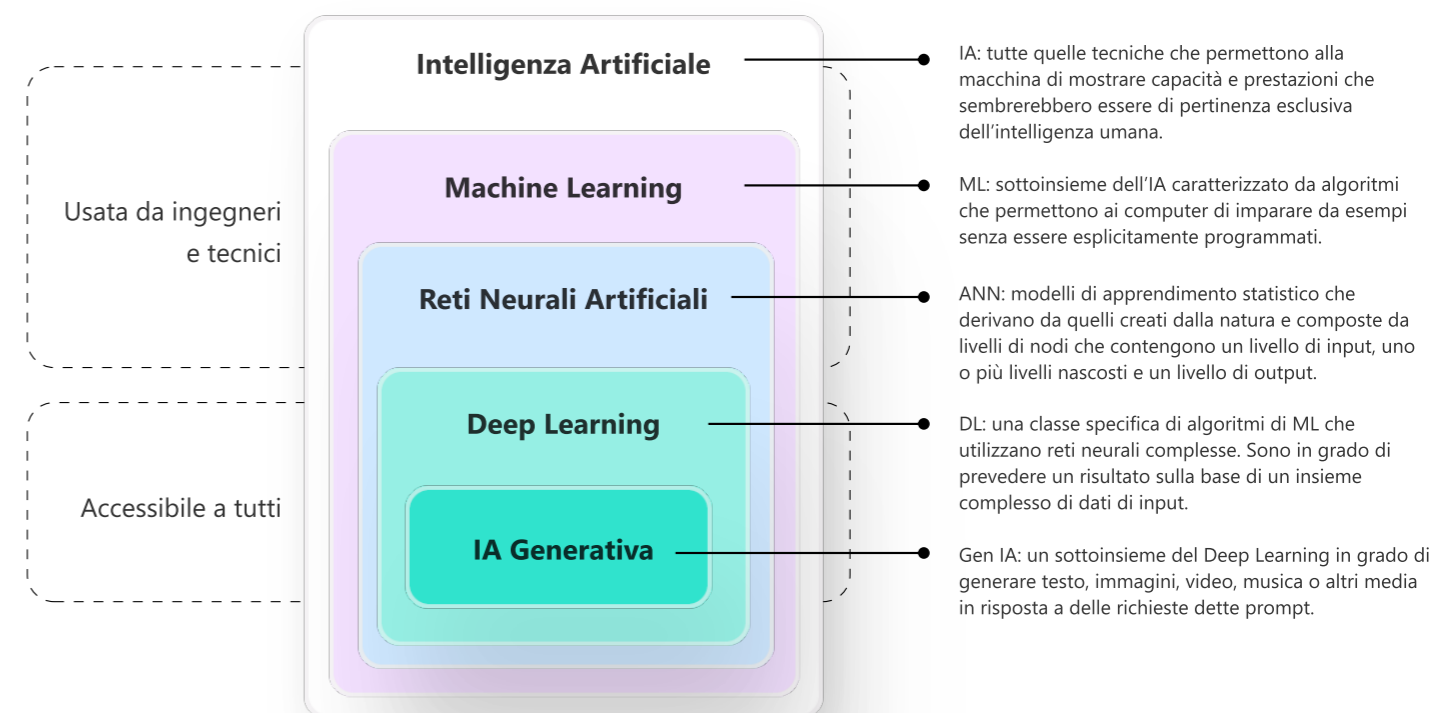 Intelligenza Artificiale
IA: tutte quelle tecniche che permettono alla
macchina di mostrare capacità e prestazioni che
sembrerebbero essere di pertinenza esclusiva
dell’intelligenza umana.
Usata da ingegneri
e tecnici
Machine Learning
ML: sottoinsieme dell’IA caratterizzato da algoritmi
che permettono ai computer di imparare da esempi
senza essere esplicitamente programmati.
Reti Neurali Artificiali
ANN: modelli di apprendimento statistico che
derivano da quelli creati dalla natura e composte da
livelli di nodi che contengono un livello di input, uno
o più livelli nascosti e un livello di output.
Accessibile a tutti
Deep Learning
DL: una classe specifica di algoritmi di ML che
utilizzano reti neurali complesse. Sono in grado di
prevedere un risultato sulla base di un insieme
complesso di dati di input.
IA Generativa
Gen IA: un sottoinsieme del Deep Learning in grado di
generare testo, immagini, video, musica o altri media
in risposta a delle richieste dette prompt.